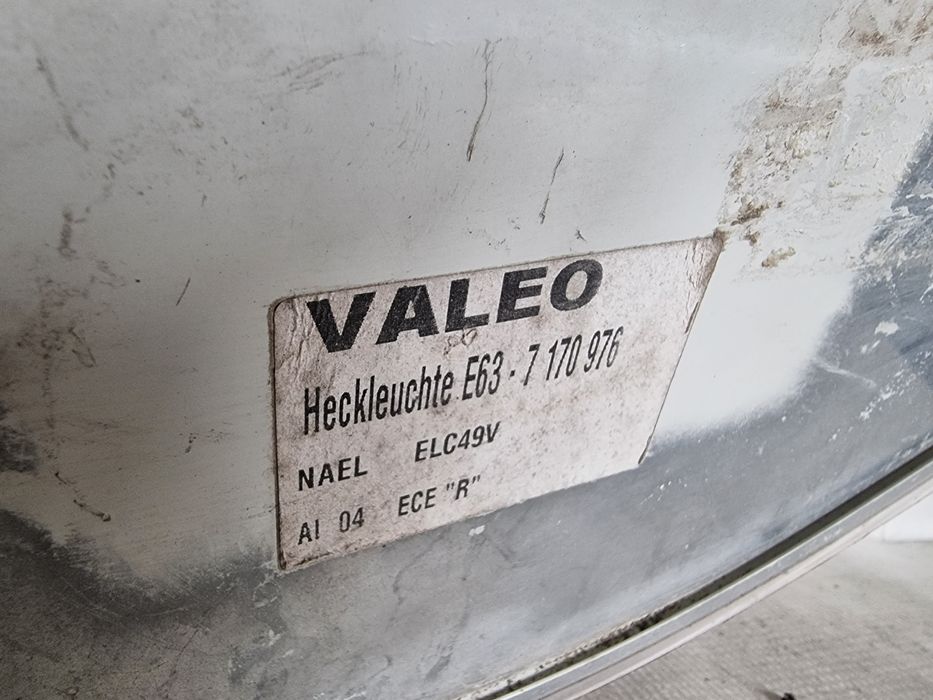 VALEO
Heckleuchte E63 - 7 170 976
NAEL ELC49V
AI 04 ECE "R"